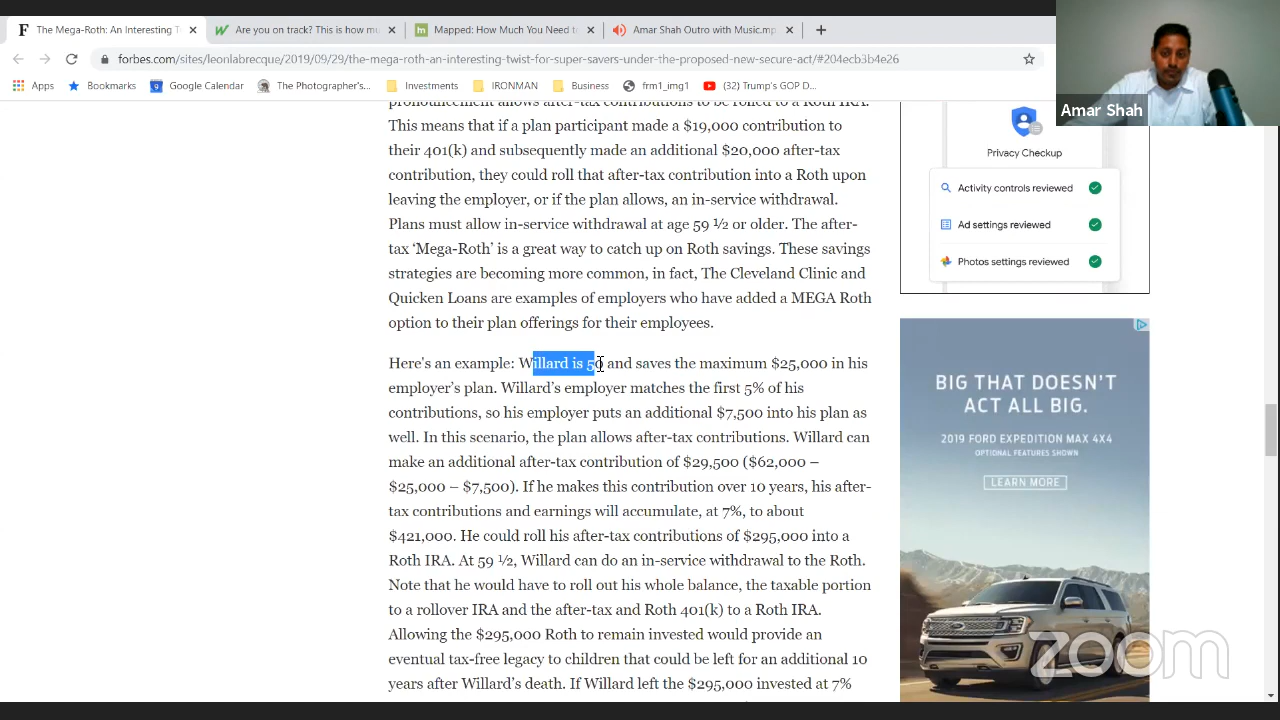 The Mega-Roth: An Interesting T
Are you on track? This is how mu
Mapped: How Much You Need t
Amar Shah Outro with Music.mp
forbes.com/sites/leonlabrecque/2019/09/29/the-mega-roth-an-interesting-twist-for-super-savers-under-the-proposed-new-secure-act/#204ecb3b4e26
Apps
Bookmarks
Google Calendar
The Photographer's...
Investments
IRONMAN
Business
frm1_img1
(32) Trump's GOP D...
Amar Shah
pronouncement allows after-tax contributions to be rolled to a Roth IRA.
This means that if a plan participant made a $19,000 contribution to
their 401(k) and subsequently made an additional $20,000 after-tax
contribution, they could roll that after-tax contribution into a Roth upon
leaving the employer, or if the plan allows, an in-service withdrawal.
Plans must allow in-service withdrawal at age 59 ½ or older. The after-
tax ‘Mega-Roth’ is a great way to catch up on Roth savings. These savings
strategies are becoming more common, in fact, The Cleveland Clinic and
Quicken Loans are examples of employers who have added a MEGA Roth
option to their plan offerings for their employees.
Here's an example: Willard is 50 and saves the maximum $25,000 in his
employer’s plan. Willard’s employer matches the first 5% of his
contributions, so his employer puts an additional $7,500 into his plan as
well. In this scenario, the plan allows after-tax contributions. Willard can
make an additional after-tax contribution of $29,500 ($62,000 –
$25,000 – $7,500). If he makes this contribution over 10 years, his after-
tax contributions and earnings will accumulate, at 7%, to about
$421,000. He could roll his after-tax contributions of $295,000 into a
Roth IRA. At 59 ½, Willard can do an in-service withdrawal to the Roth.
Note that he would have to roll out his whole balance, the taxable portion
to a rollover IRA and the after-tax and Roth 401(k) to a Roth IRA.
Allowing the $295,000 Roth to remain invested would provide an
eventual tax-free legacy to children that could be left for an additional 10
years after Willard’s death. If Willard left the $295,000 invested at 7%
Privacy Checkup
Activity controls reviewed
Ad settings reviewed
Photos settings reviewed
BIG THAT DOESN'T
ACT ALL BIG.
2019 FORD EXPEDITION MAX 4X4
OPTIONAL FEATURES SHOWN
LEARN MORE
zoom